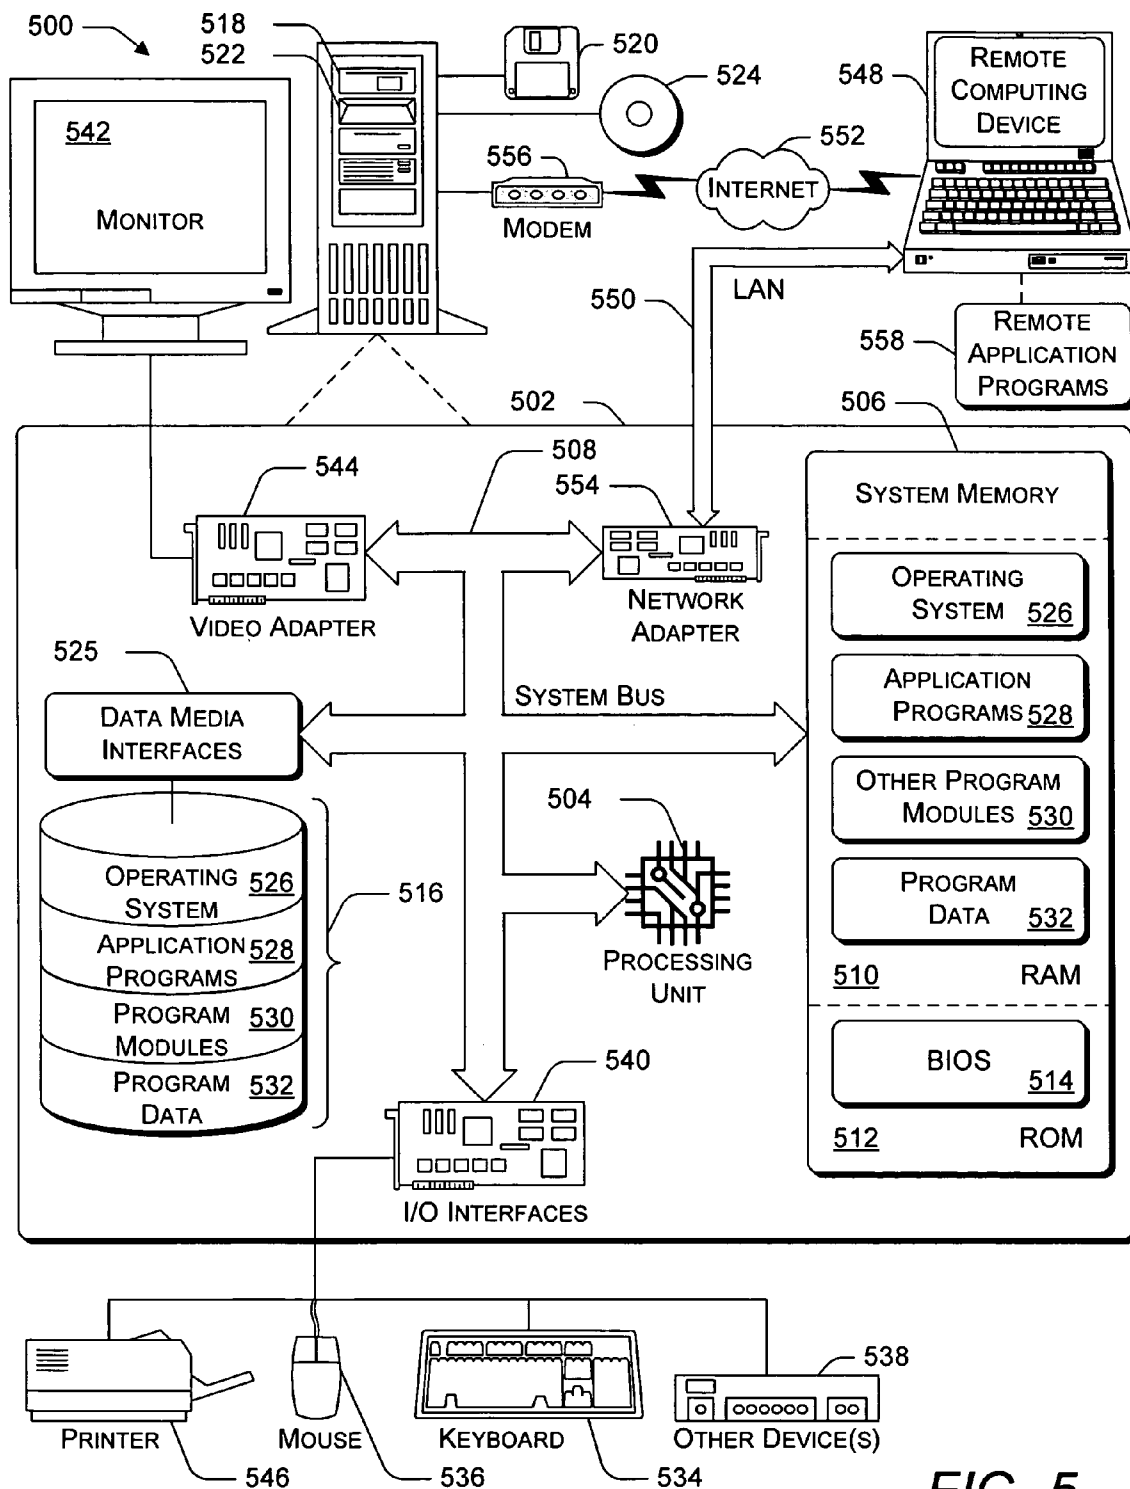 500
518
522
520
524
548
REMOTE
COMPUTING
DEVICE
542
MONITOR
556
MODEM
552
INTERNET
550
LAN
558
REMOTE
APPLICATION
PROGRAMS
502
506
508
544
554
SYSTEM MEMORY
VIDEO ADAPTER
NETWORK
ADAPTER
OPERATING
SYSTEM 526
525
DATA MEDIA
INTERFACES
SYSTEM BUS
APPLICATION
PROGRAMS 528
OTHER PROGRAM
MODULES 530
504
PROCESSING
UNIT
PROGRAM
DATA 532
510 RAM
OPERATING
SYSTEM 526
516
APPLICATION
PROGRAMS 528
PROGRAM
MODULES 530
PROGRAM
DATA 532
540
I/O INTERFACES
BIOS 514
512 ROM
PRINTER
546
MOUSE
536
KEYBOARD
534
538
OTHER DEVICE(S)
FIG. 5